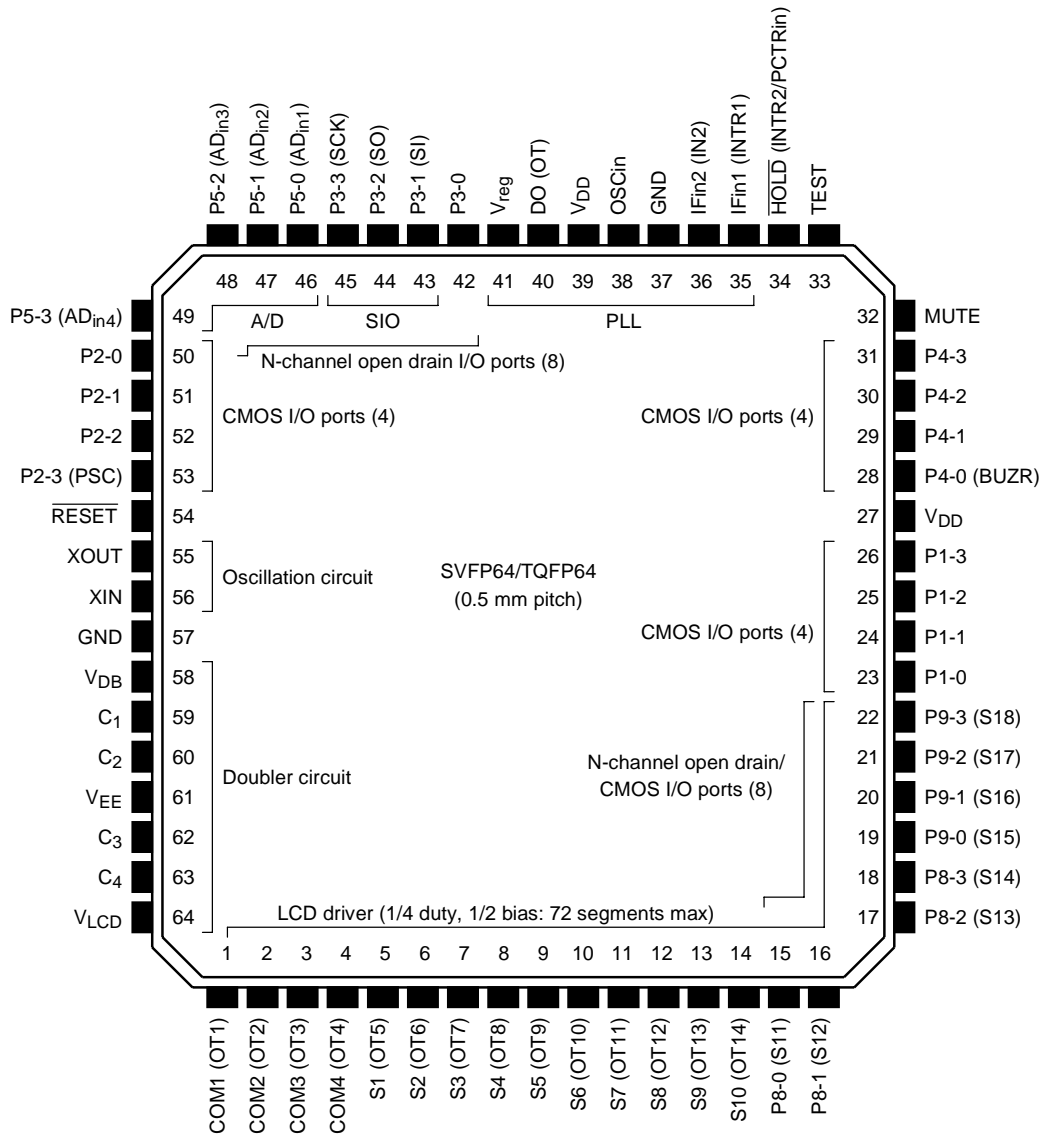 P5-2 (ADin3)
P5-1 (ADin2)
P5-0 (ADin1)
P3-3 (SCK)
P3-2 (SO)
P3-1 (SI)
P3-0
Vreg
DO (OT)
VDD
OSCin
GND
IFin2 (IN2)
IFin1 (INTR1)
HOLD (INTR2/PCTRin)
TEST
48 47 46 45 44 43 42 41 40 39 38 37 36 35 34 33
P5-3 (ADin4) 49
A/D
SIO
PLL
32 MUTE
P2-0 50
N-channel open drain I/O ports (8)
31 P4-3
P2-1 51
30 P4-2
CMOS I/O ports (4)
CMOS I/O ports (4)
P2-2 52
29 P4-1
P2-3 (PSC) 53
28 P4-0 (BUZR)
RESET 54
27 VDD
XOUT 55
26 P1-3
Oscillation circuit
SVFP64/TQFP64
(0.5 mm pitch)
XIN 56
25 P1-2
GND 57
CMOS I/O ports (4)
24 P1-1
VDB 58
23 P1-0
C1 59
22 P9-3 (S18)
C2 60
21 P9-2 (S17)
Doubler circuit
N-channel open drain/
CMOS I/O ports (8)
VEE 61
20 P9-1 (S16)
C3 62
19 P9-0 (S15)
C4 63
18 P8-3 (S14)
VLCD 64
LCD driver (1/4 duty, 1/2 bias: 72 segments max)
17 P8-2 (S13)
1 2 3 4 5 6 7 8 9 10 11 12 13 14 15 16
COM1 (OT1)
COM2 (OT2)
COM3 (OT3)
COM4 (OT4)
S1 (OT5)
S2 (OT6)
S3 (OT7)
S4 (OT8)
S5 (OT9)
S6 (OT10)
S7 (OT11)
S8 (OT12)
S9 (OT13)
S10 (OT14)
P8-0 (S11)
P8-1 (S12)